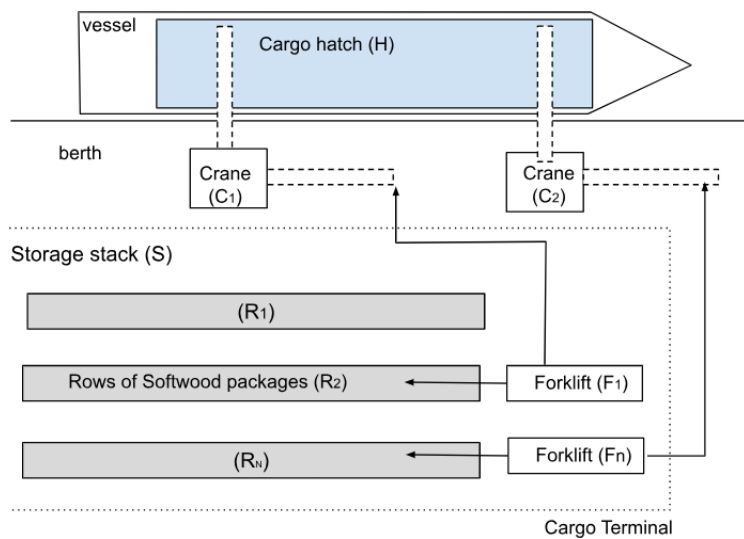 vessel
Cargo hatch (H)
berth
Crane
(C1)
Crane
(C2)
Storage stack (S)
(R1)
Rows of Softwood packages (R2)
Forklift (F1)
(RN)
Forklift (Fn)
Cargo Terminal